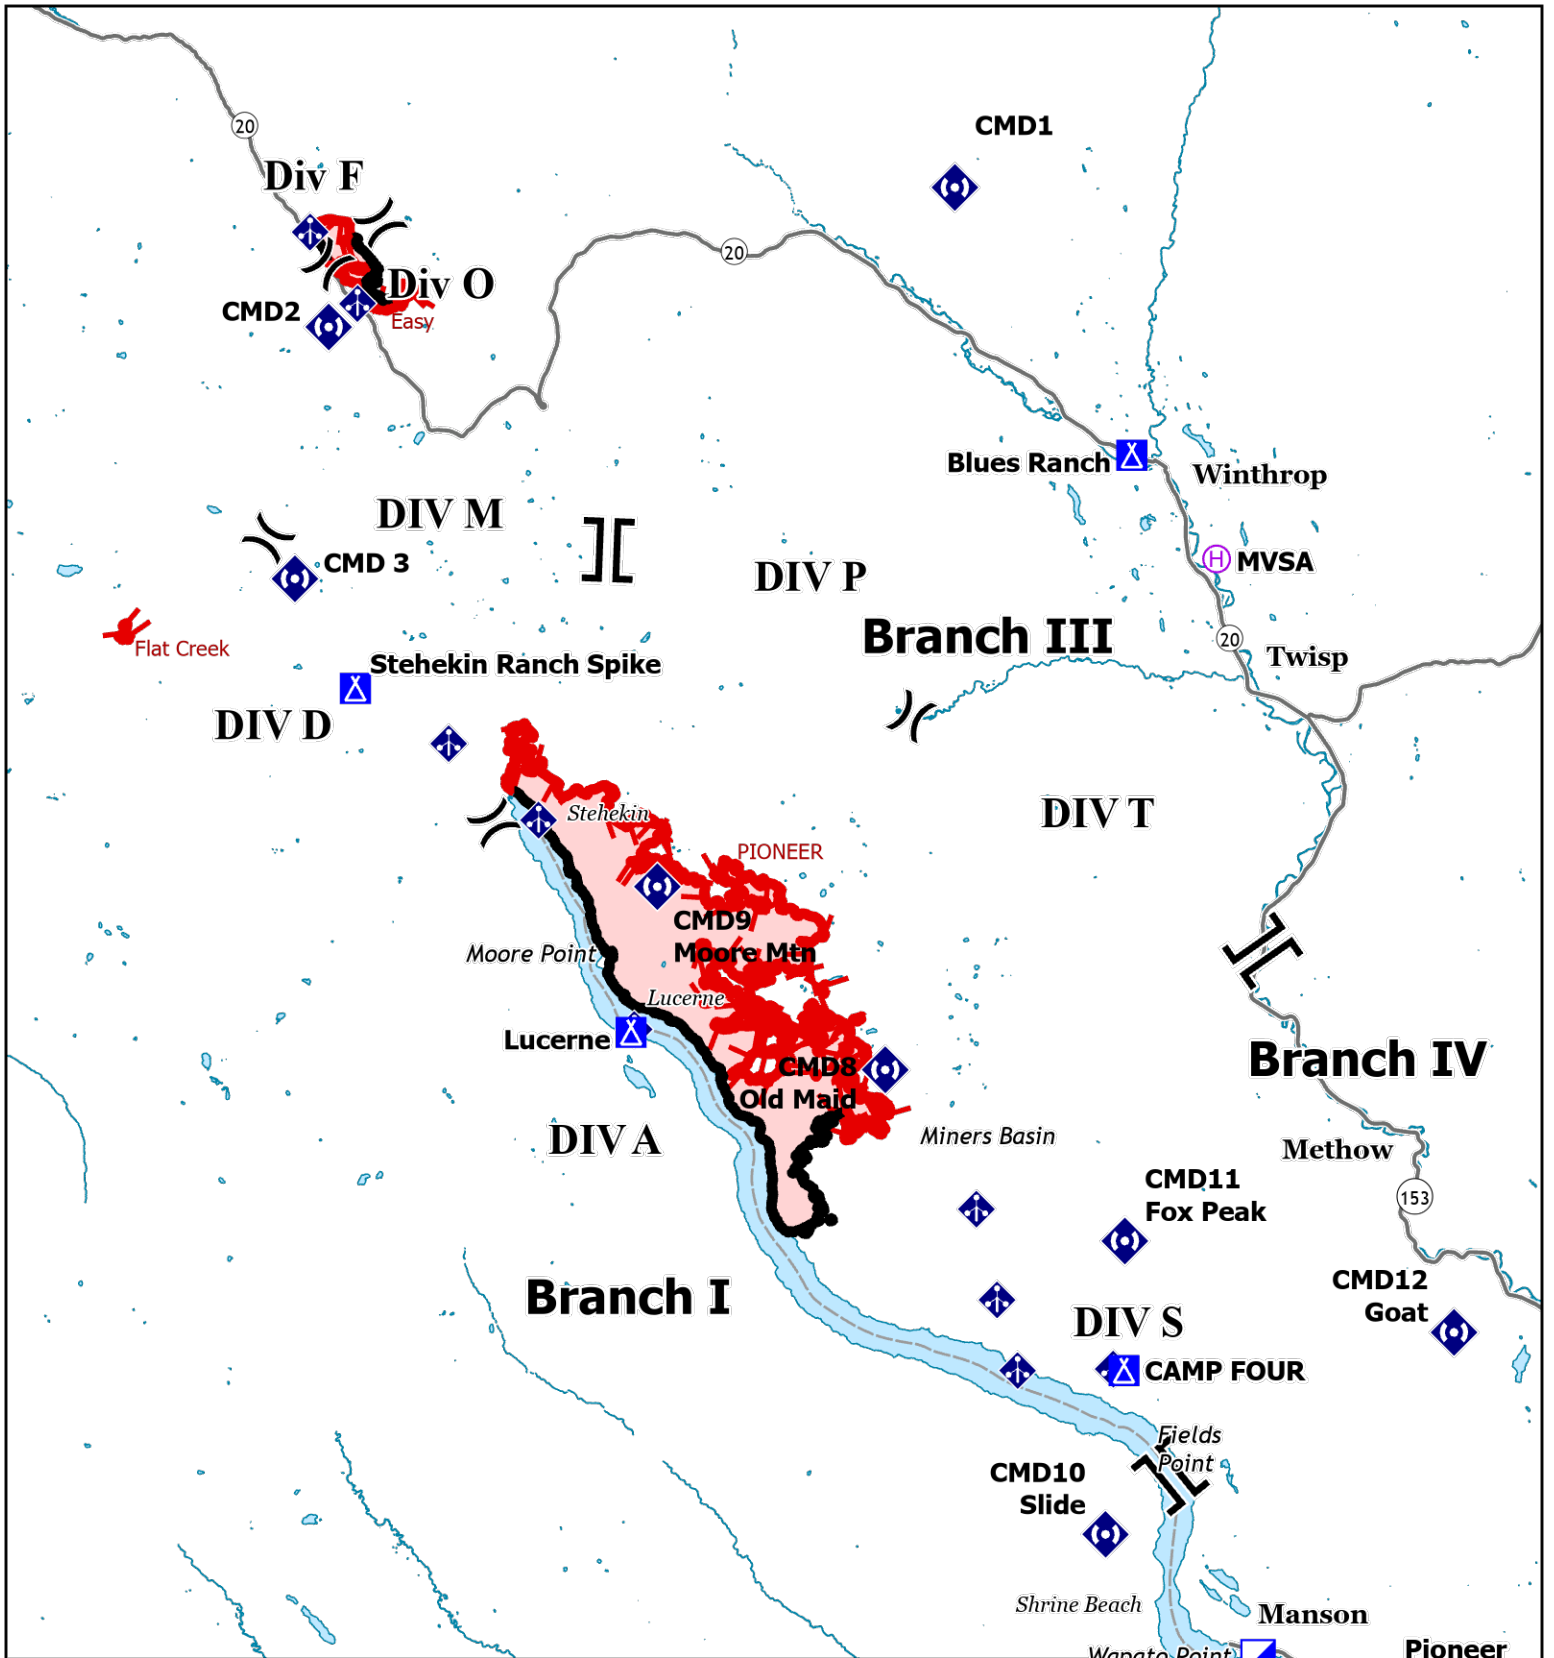 CMD1
20
Div F
20
Div O
CMD2
Easy
Blues Ranch
Winthrop
DIV M
CMD 3
MVSA
DIV P
Branch III
20
Flat Creek
Twisp
Stehekin Ranch Spike
DIV D
Stehekin
DIV T
PIONEER
CMD9
Moore Mtn
Moore Point
Lucerne
Lucerne
Branch IV
CMD8
Old Maid
DIV A
Miners Basin
Methow
CMD11
Fox Peak
153
Branch I
CMD12
Goat
DIV S
CAMP FOUR
Fields
Point
CMD10
Slide
Shrine Beach
Manson
Wapato Point
Pioneer